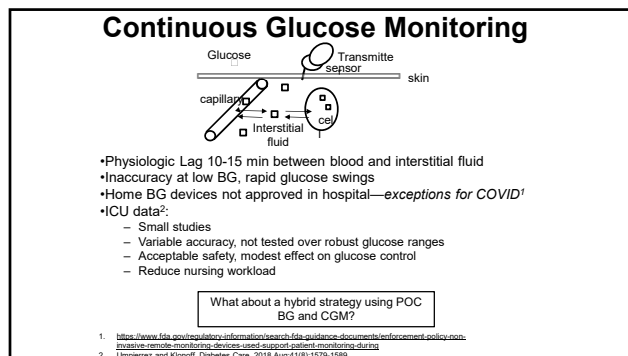 Continuous Glucose Monitoring
Glucose
Transmitte
sensor
skin
capillary
cel
l
Interstitial
fluid
•Physiologic Lag 10-15 min between blood and interstitial fluid
•Inaccuracy at low BG, rapid glucose swings
•Home BG devices not approved in hospital—exceptions for COVID1
•ICU data2:
– Small studies
– Variable accuracy, not tested over robust glucose ranges
– Acceptable safety, modest effect on glucose control
– Reduce nursing workload
What about a hybrid strategy using POC
BG and CGM?
1. https://www.fda.gov/regulatory-information/search-fda-guidance-documents/enforcement-policy-non-
invasive-remote-monitoring-devices-used-support-patient-monitoring-during
2. Umpierrez and Klonoff, Diabetes Care, 2018 Aug;41(8):1579-1589